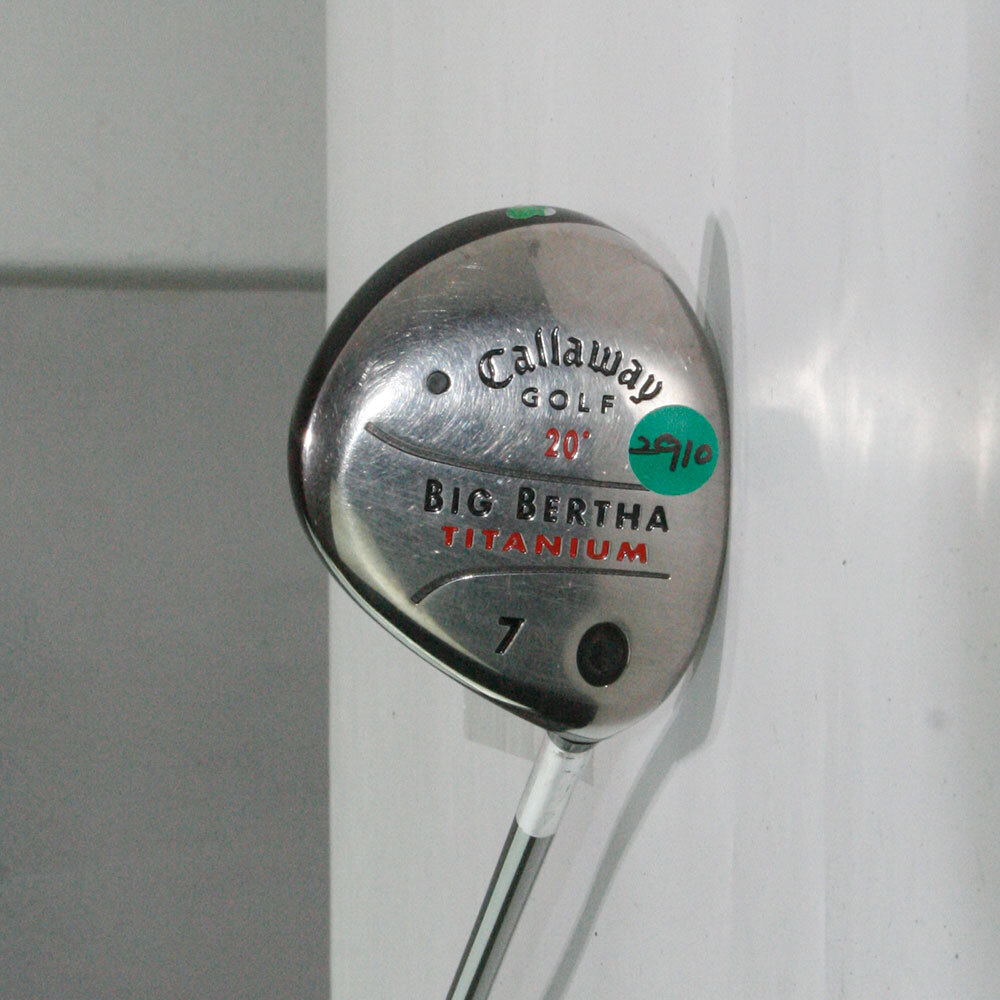 Callaway
GOLF
20°
2910
BIG BERTHA
TITANIUM
7